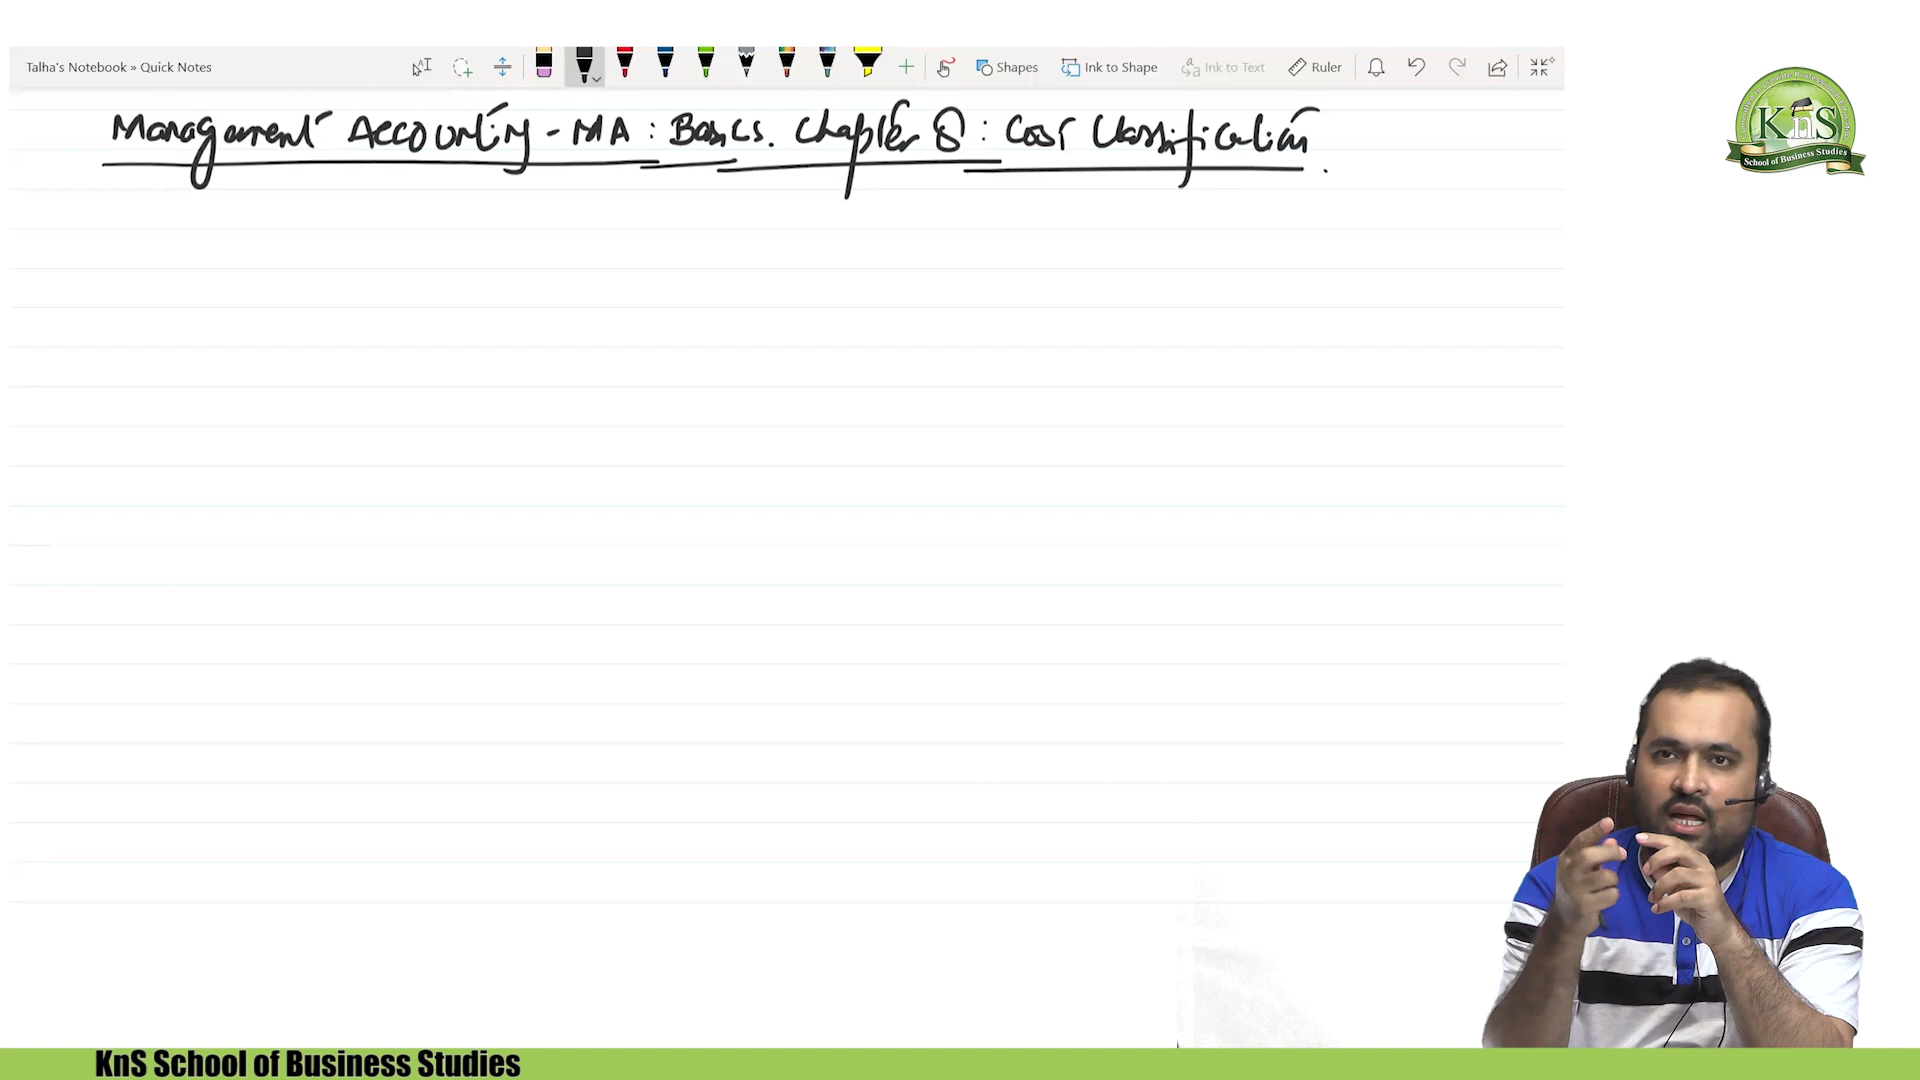 Talha's Notebook » Quick Notes
Shapes
Ink to Shape
Ink to Text
Ruler
Management Accounting - MA : Basics. Chapter 8 : Cost Classification.
KnS
School of Business Studies
KnS School of Business Studies